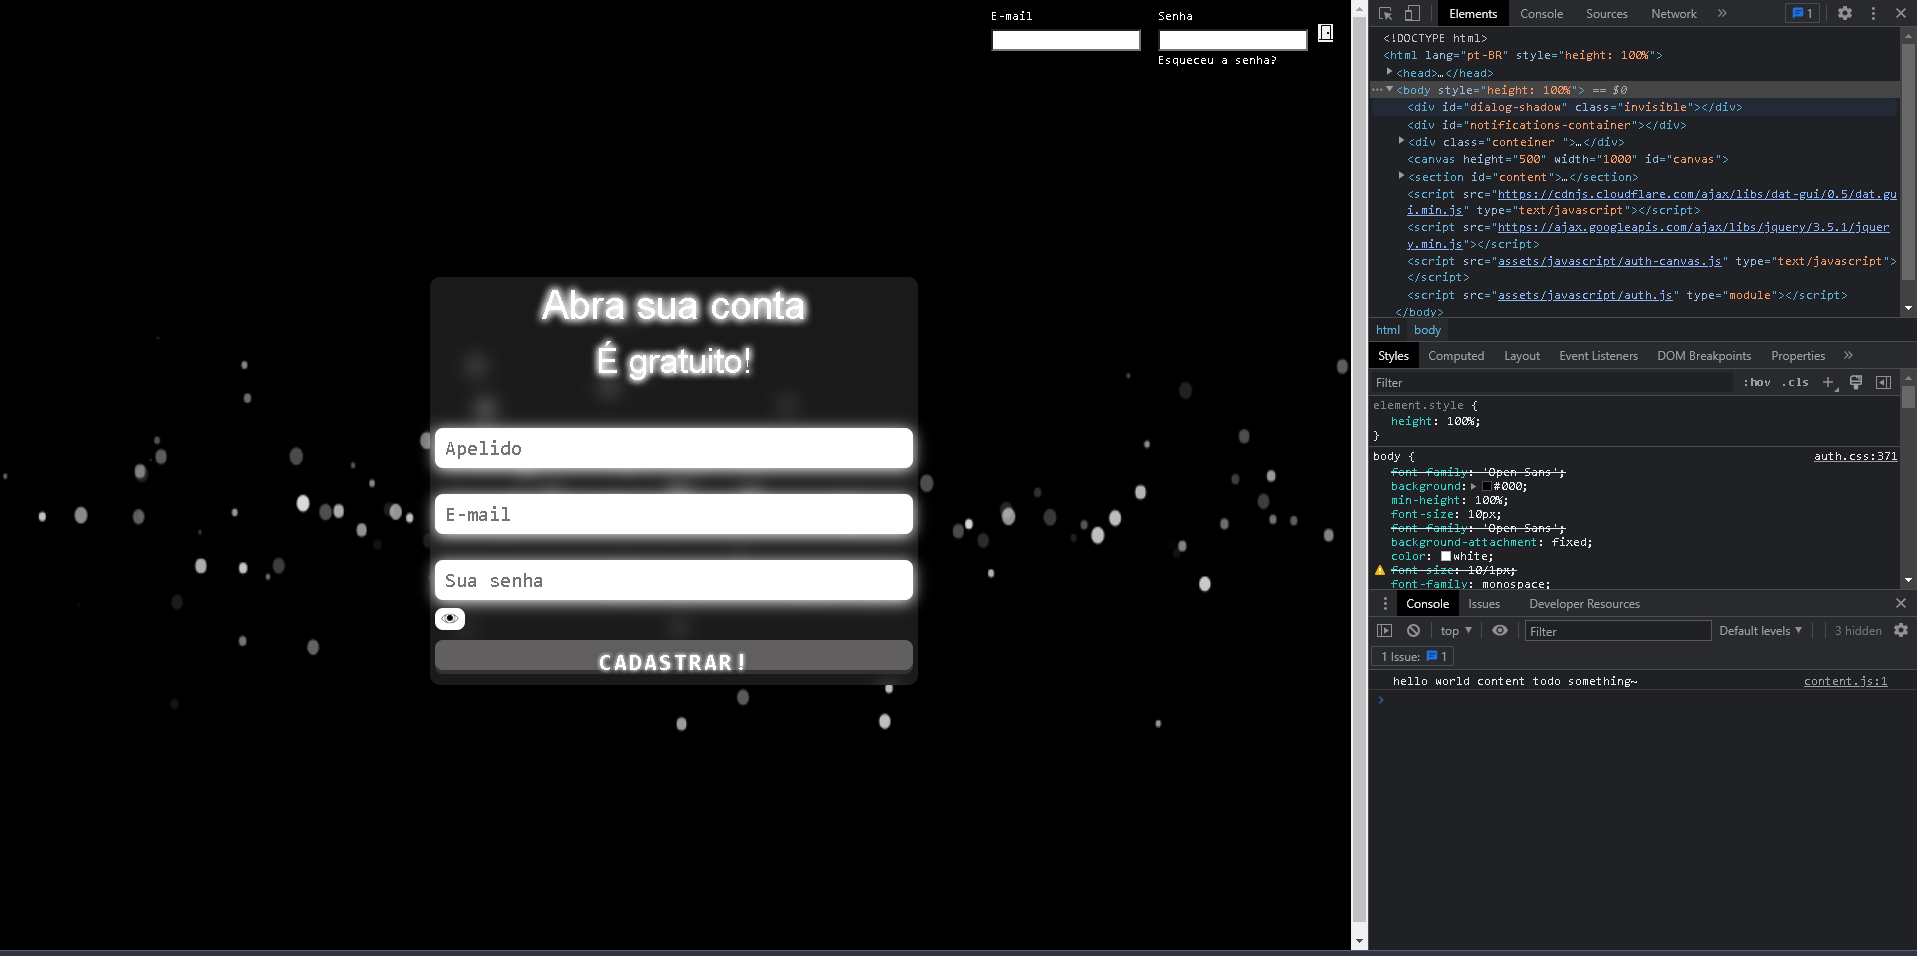 E-mail
Senha
Esqueceu a senha?
Abra sua conta
É gratuito!
Apelido
E-mail
Sua senha
CADASTRAR!
Elements Console Sources Network » 1
<!DOCTYPE html>
<html lang="pt-BR" style="height: 100%">
<head>…</head>
<body style="height: 100%"> == $0
<div id="dialog-shadow" class="invisible"></div>
<div id="notifications-container"></div>
<div class="conteiner ">…</div>
<canvas height="500" width="1000" id="canvas">
<section id="content">…</section>
<script src="https://cdnjs.cloudflare.com/ajax/libs/dat-gui/0.5/dat.gu
i.min.js" type="text/javascript"></script>
<script src="https://ajax.googleapis.com/ajax/libs/jquery/3.5.1/jquer
y.min.js"></script>
<script src="assets/javascript/auth-canvas.js" type="text/javascript">
</script>
<script src="assets/javascript/auth.js" type="module"></script>
</body>
html body
Styles Computed Layout Event Listeners DOM Breakpoints Properties »
Filter :hov .cls +
element.style {
height: 100%;
}
body { auth.css:371
font-family: 'Open Sans';
background: #000;
min-height: 100%;
font-size: 10px;
font-family: 'Open Sans';
background-attachment: fixed;
color: white;
font-size: 10/1px;
font-family: monospace;
Console Issues Developer Resources
top Filter Default levels 3 hidden
1 Issue: 1
hello world content todo something~ content.js:1